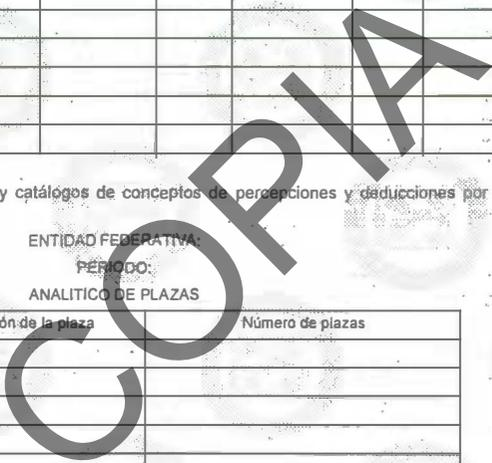 y catálogos de conceptos de percepciones y deducciones por
ENTIDAD FEDERATIVA:
PERIODO:
ANALITICO DE PLAZAS
ón de la plaza Número de plazas
COPIA